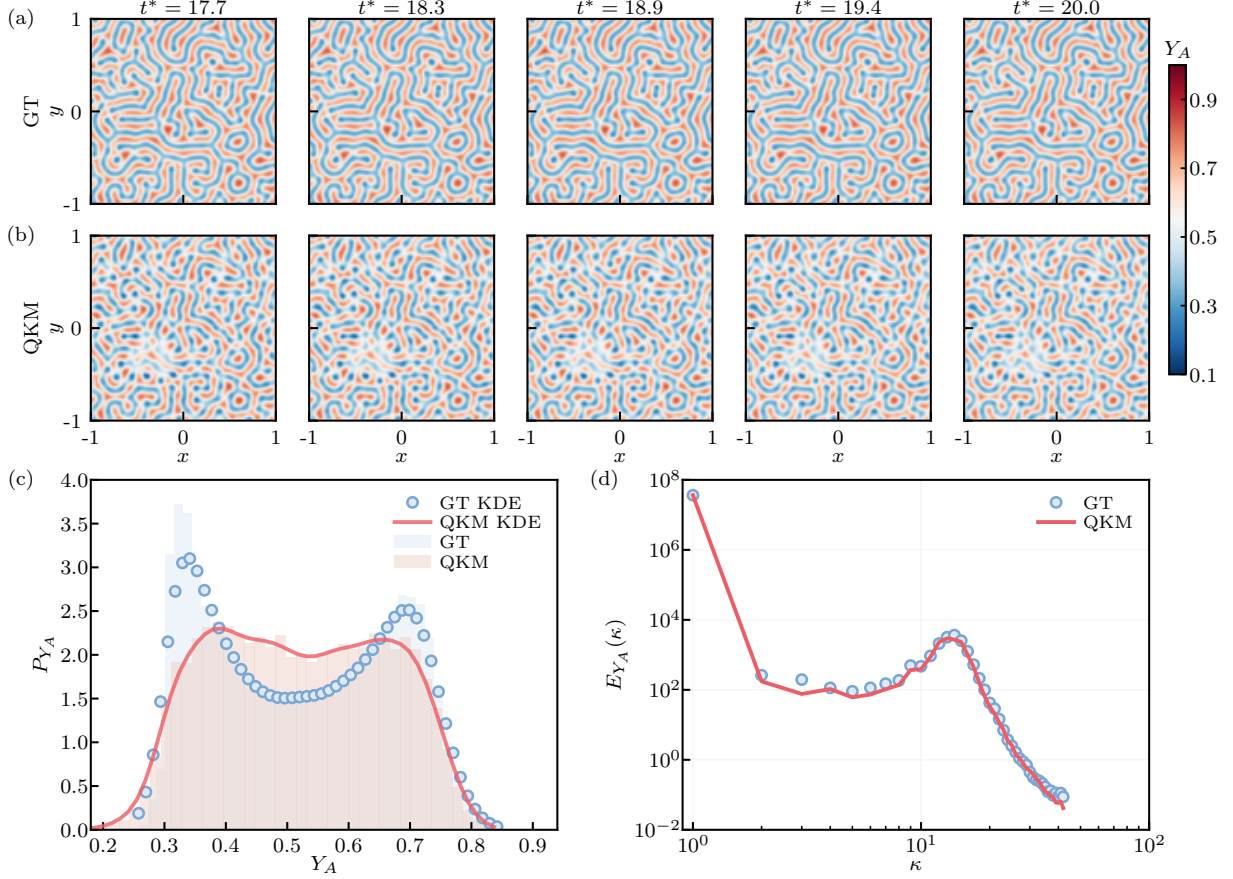 (a)
t* = 17.7
t* = 18.3
t* = 18.9
t* = 19.4
t* = 20.0
1
0
-1
y
GT
Y_A
0.9
0.7
0.5
0.3
0.1
(b)
1
0
-1
y
QKM
-1 0 1
x
-1 0 1
x
-1 0 1
x
-1 0 1
x
-1 0 1
x
(c)
4.0
3.5
3.0
2.5
2.0
1.5
1.0
0.5
0.0
P_{Y_A}
GT KDE
QKM KDE
GT
QKM
0.2 0.3 0.4 0.5 0.6 0.7 0.8 0.9
Y_A
(d)
10^8
10^6
10^4
10^2
10^0
10^{-2}
E_{Y_A}(κ)
GT
QKM
10^0 10^1 10^2
κ